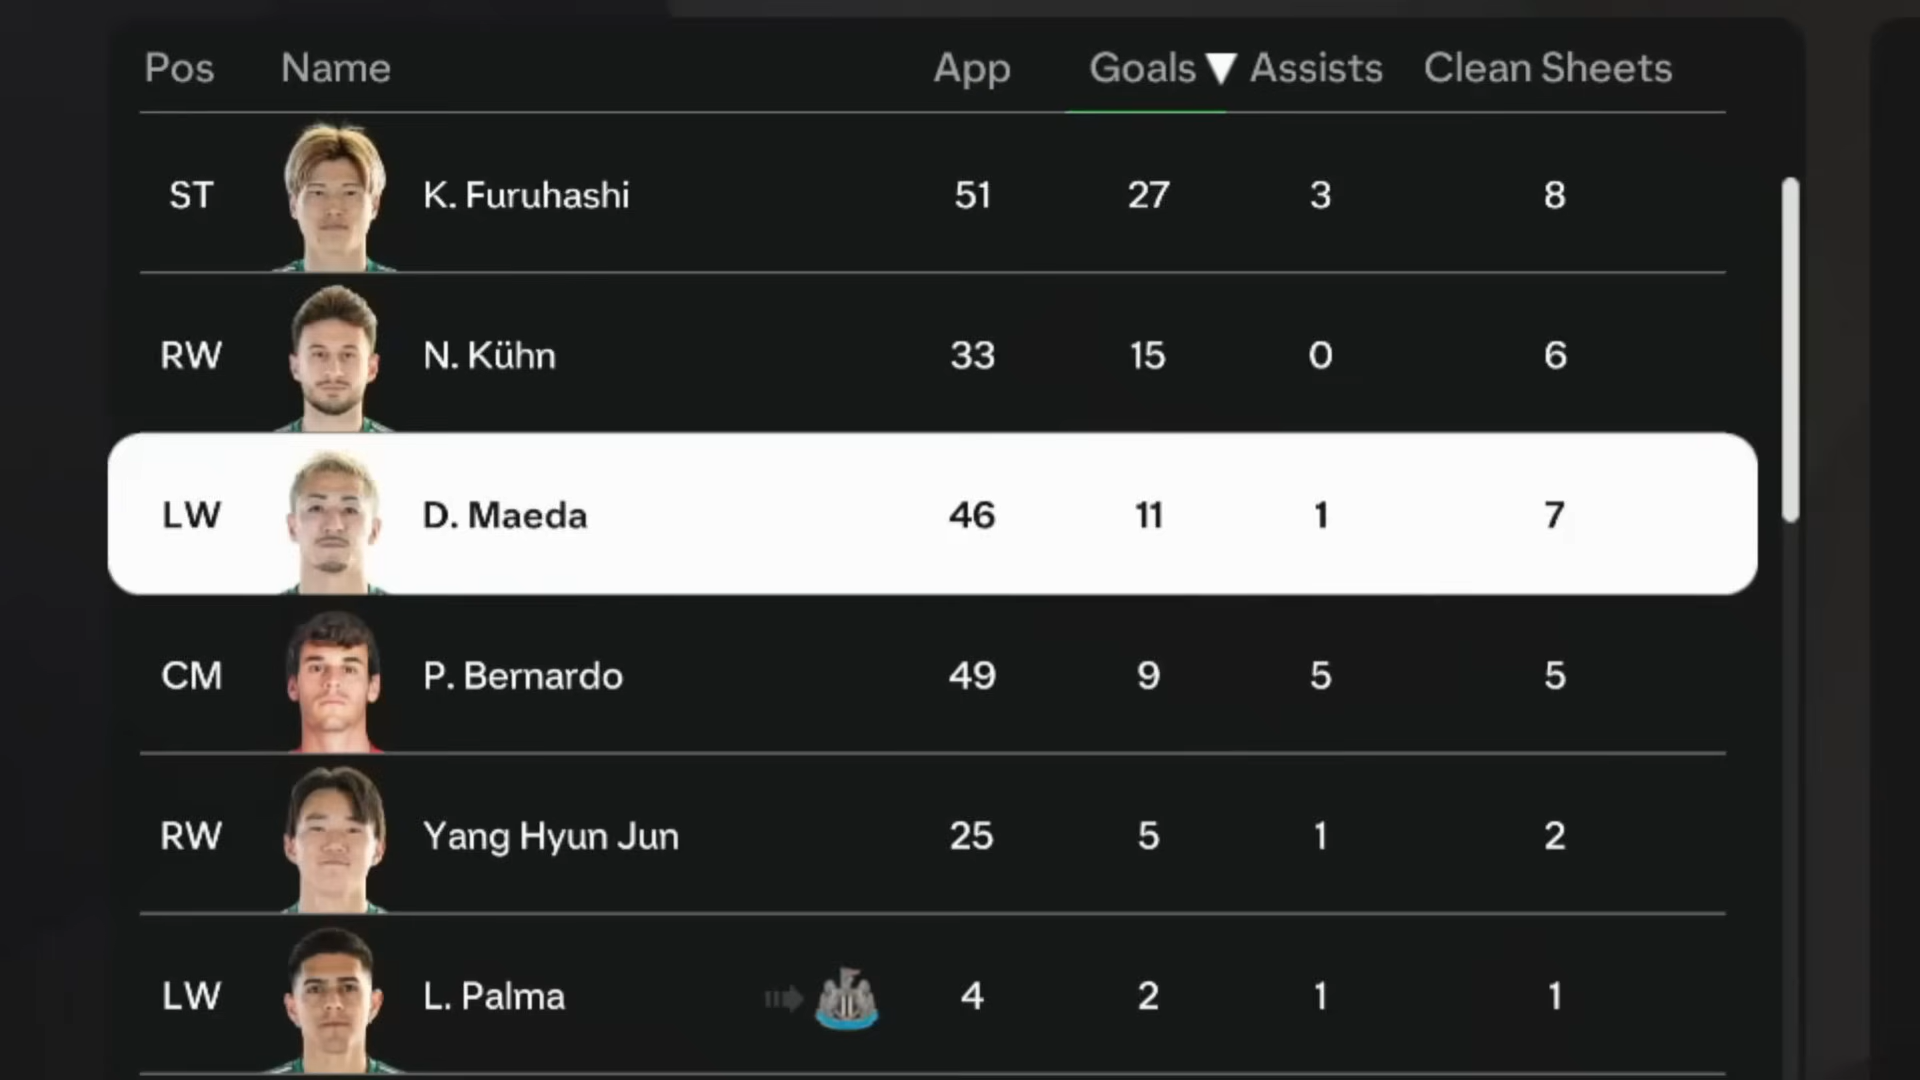 Pos Name App Goals Assists Clean Sheets
ST K. Furuhashi 51 27 3 8
RW N. Kühn 33 15 0 6
LW D. Maeda 46 11 1 7
CM P. Bernardo 49 9 5 5
RW Yang Hyun Jun 25 5 1 2
LW L. Palma 4 2 1 1